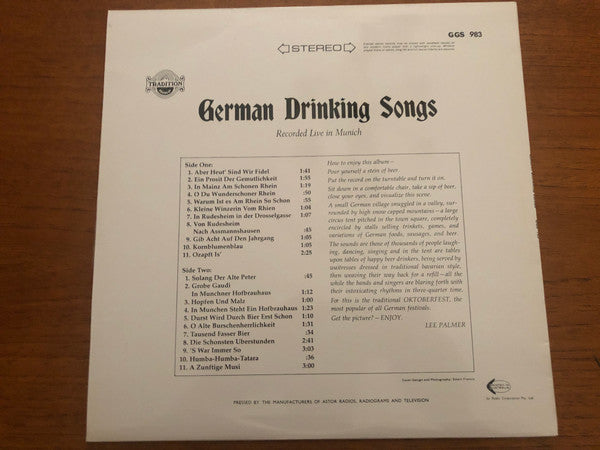 STEREO
GGS 983
TRADITION
German Drinking Songs
Recorded Live in Munich
Side One:
1. Aber Heut' Sind Wir Fidel 1:41
2. Ein Prosit Der Gemutlichkeit 1:55
3. In Mainz Am Schonen Rhein 1:19
4. O Du Wunderschoner Rhein :50
5. Warum Ist es Am Rhein So Schon :55
6. Kleine Winzerin Vom Rhien 1:04
7. In Rudesheim in der Drosselgasse 1:07
8. Von Rudesheim
Nach Assmannshausen :45
9. Gib Acht Auf Den Jahrgang 1:05
10. Kornblumenblau 1:05
11. Ozapft Is' 2:25
Side Two:
1. Solang Der Alte Peter :45
2. Grobe Gaudi
In Munchner Hofbrauhaus 1:12
3. Hopfen Und Malz 1:00
4. In Munchen Steht Ein Hofbrauhaus 1:23
5. Durst Wird Durch Bier Erst Schon 1:10
6. O Alte Burschenherrlichkeit 1:31
7. Tausend Fasser Bier :34
8. Die Schonsten Uberstunden 2:41
9. 'S War Immer So 3:03
10. Humba-Humba-Tatara :36
11. A Zunftige Musi 3:00
How to enjoy this album—
Pour yourself a stein of beer.
Put the record on the turntable and turn it on.
Sit down in a comfortable chair, take a sip of beer,
close your eyes, and visualize this scene.
A small German village snuggled in a valley, sur-
rounded by high snow capped mountains—a large
circus tent pitched in the town square, completely
encircled by stalls selling trinkets, games, and
variations of German foods, sausages, and beer.
The sounds are those of thousands of people laugh-
ing, dancing, singing and in the tent are tables
upon tables of happy beer drinkers, being served by
waitresses dressed in traditional bavarian style,
then weaving their way back for a refill—all the
while the bands and singers are blaring forth with
their intoxicating rhythms in three-quarter time.
For this is the traditional OKTOBERFEST, the
most popular of all German festivals.
Get the picture?—ENJOY.
LEE PALMER
PRESSED BY THE MANUFACTURERS OF ASTOR RADIOS, RADIOGRAMS AND TELEVISION